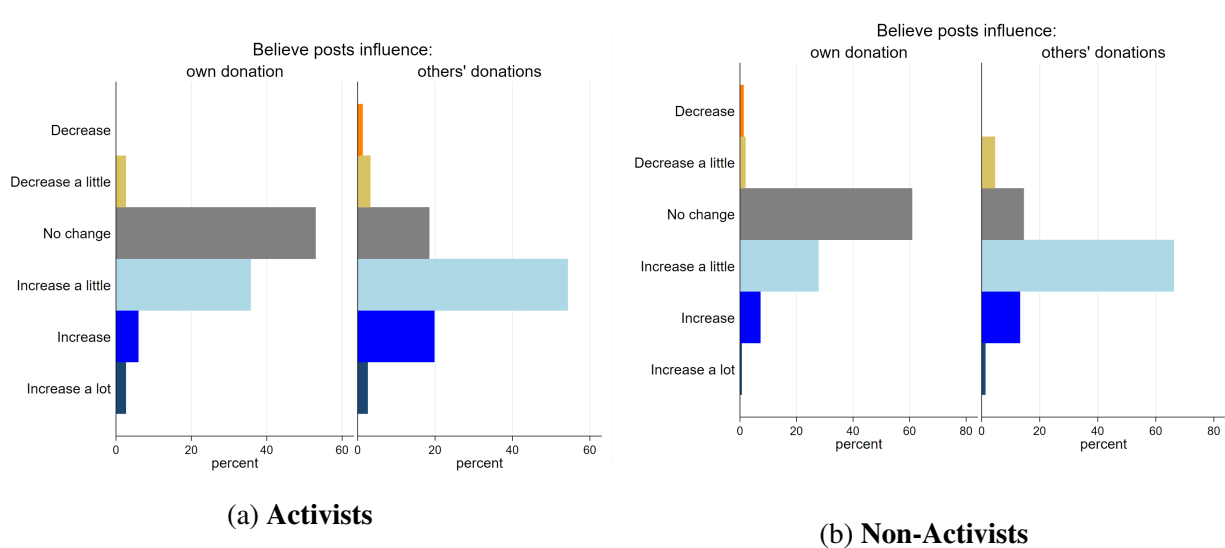 Believe posts influence:
own donation
others' donations
Decrease
Decrease a little
No change
Increase a little
Increase
Increase a lot
0 20 40 60
0 20 40 60
percent
percent
(a) Activists
Believe posts influence:
own donation
others' donations
Decrease
Decrease a little
No change
Increase a little
Increase
Increase a lot
0 20 40 60 80
0 20 40 60 80
percent
percent
(b) Non-Activists